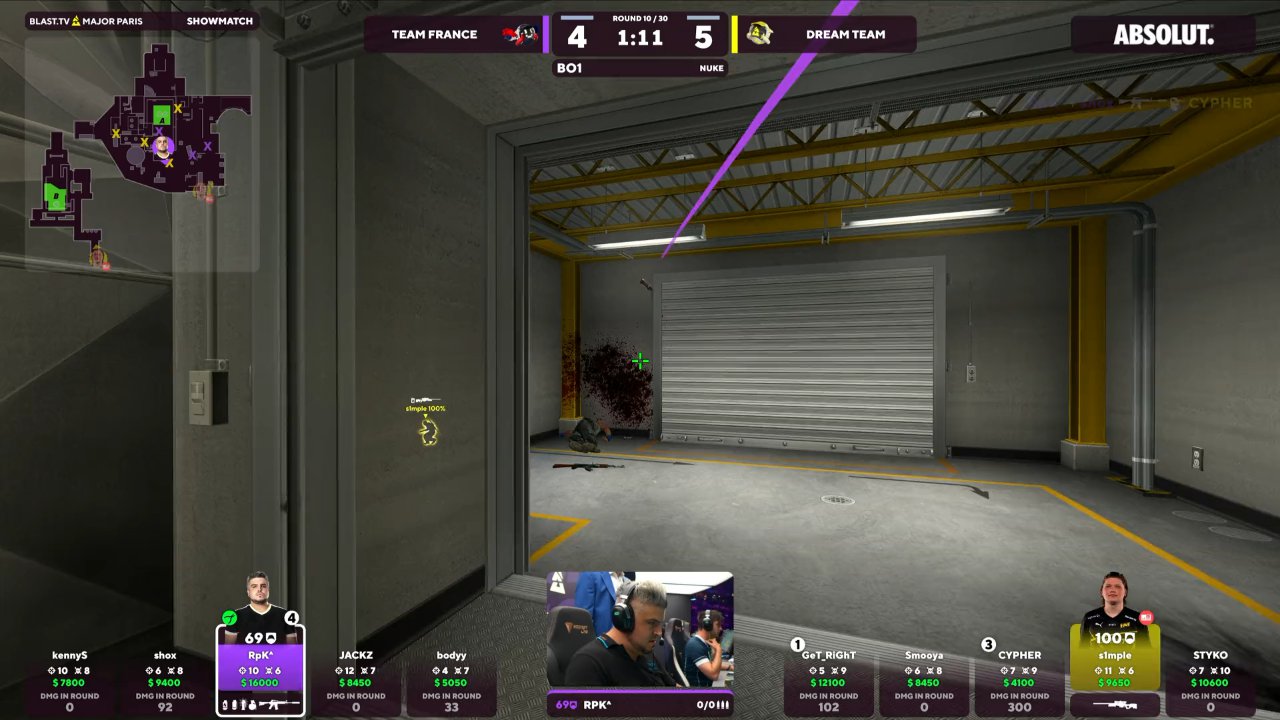 BLAST.TV MAJOR PARIS SHOWMATCH
TEAM FRANCE 4 ROUND 10 / 30 1:11 5 DREAM TEAM
BO1 NUKE
ABSOLUT.
CYPHER
s1mple 100%
69 100
kennyS shox RpK^ JACKZ bodyy GeT_RiGhT Smooya CYPHER s1mple STYKO
10 8 6 8 10 6 12 7 4 7 5 9 6 8 7 9 11 6 7 10
$7800 $9400 $16000 $8450 $5050 $12100 $8450 $4100 $9650 $10600
DMG IN ROUND DMG IN ROUND DMG IN ROUND DMG IN ROUND DMG IN ROUND DMG IN ROUND DMG IN ROUND DMG IN ROUND
0 92 0 33 102 0 300 0
4 1 3
69 RPK^ 0/0